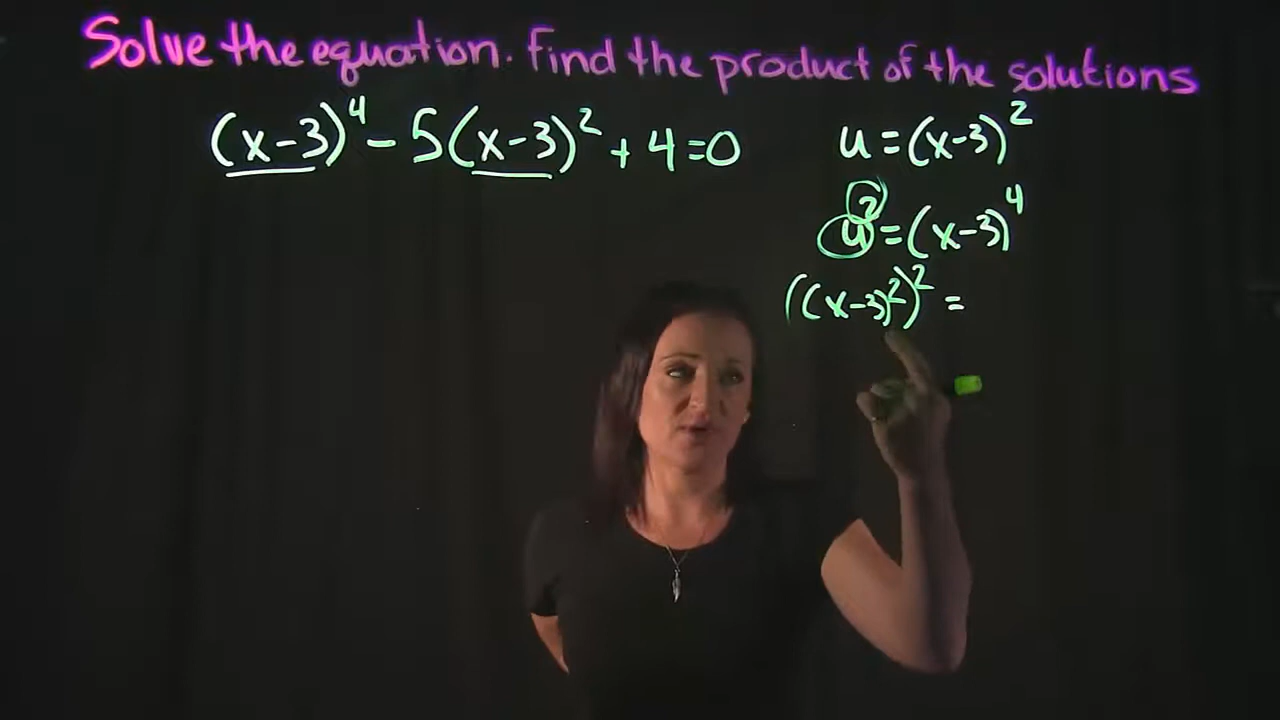 Solve the equation. Find the product of the solutions
(x-3)⁴ - 5(x-3)² + 4 = 0
u = (x-3)²
u² = (x-3)⁴
((x-3)²)² =